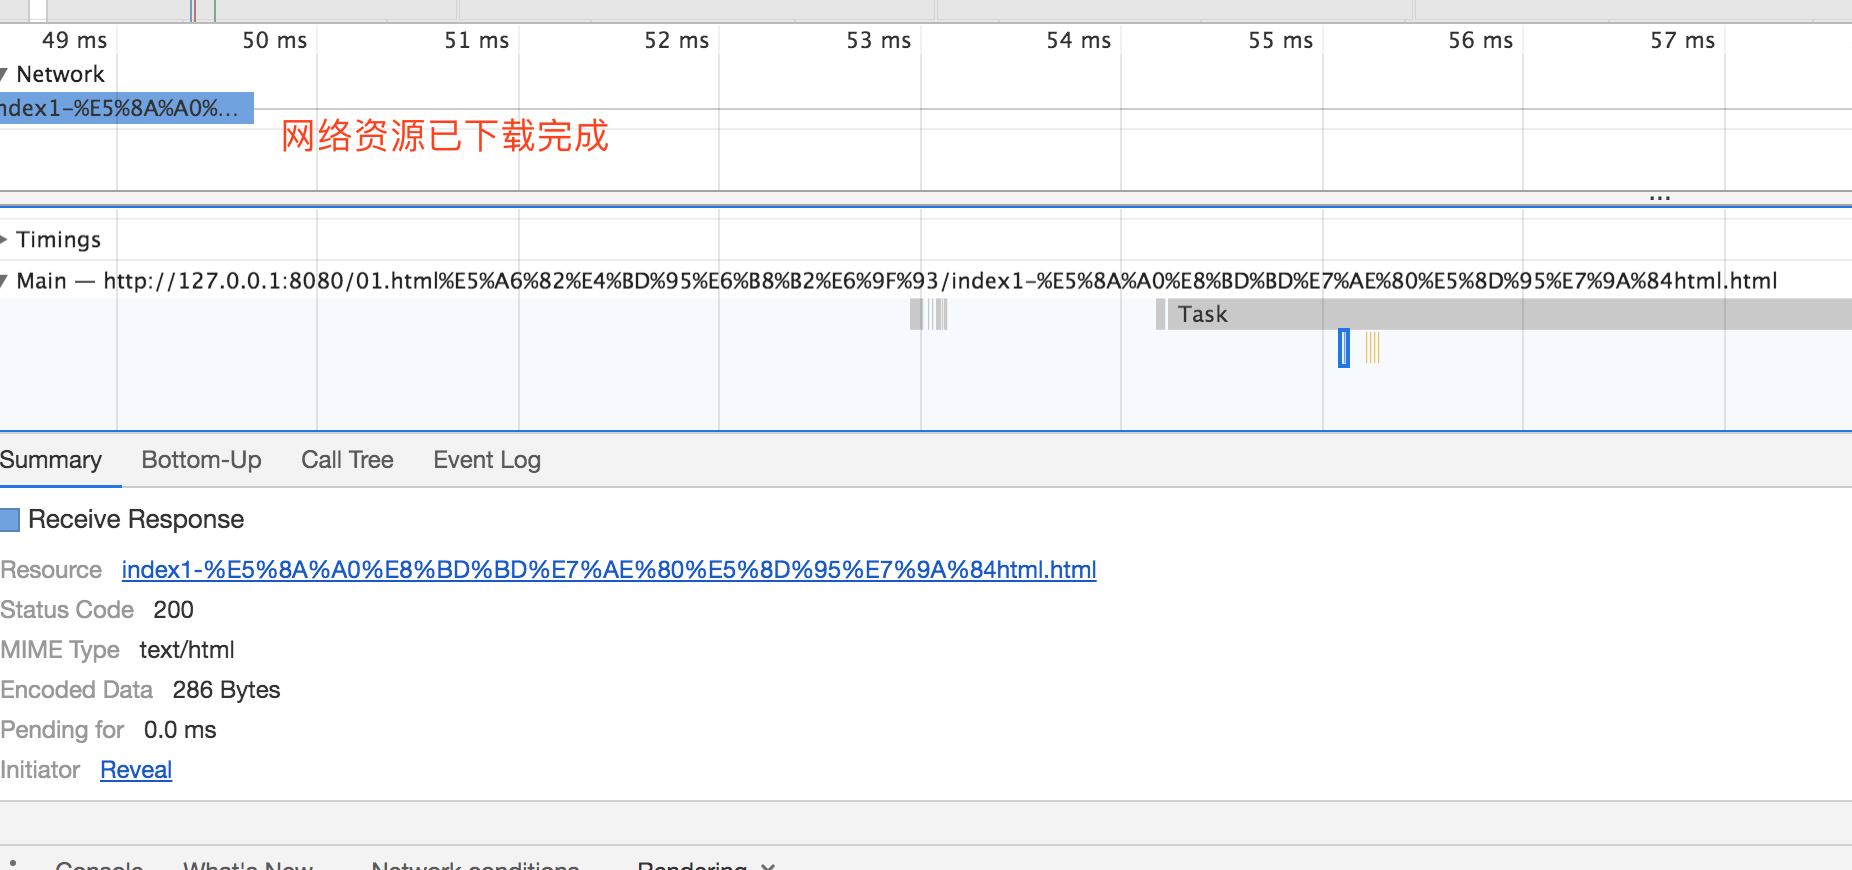 49 ms 50 ms 51 ms 52 ms 53 ms 54 ms 55 ms 56 ms 57 ms
Network
ndex1-%E5%8A%A0%...
网络资源已下载完成
...
Timings
Main — http://127.0.0.1:8080/01.html%E5%A6%82%E4%BD%95%E6%B8%B2%E6%9F%93/index1-%E5%8A%A0%E8%BD%BD%E7%AE%80%E5%8D%95%E7%9A%84html.html
Task
Summary Bottom-Up Call Tree Event Log
Receive Response
Resource index1-%E5%8A%A0%E8%BD%BD%E7%AE%80%E5%8D%95%E7%9A%84html.html
Status Code 200
MIME Type text/html
Encoded Data 286 Bytes
Pending for 0.0 ms
Initiator Reveal
Console What's New Network conditions Rendering ×